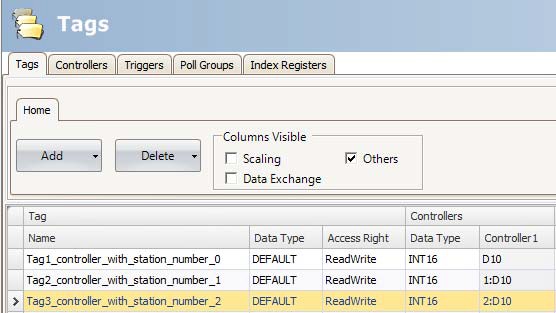 Tags
Tags Controllers Triggers Poll Groups Index Registers
Home
Add Delete
Columns Visible
Scaling Others
Data Exchange
Tag Controllers
Name Data Type Access Right Data Type Controller1
Tag1_controller_with_station_number_0 DEFAULT ReadWrite INT16 D10
Tag2_controller_with_station_number_1 DEFAULT ReadWrite INT16 1:D10
Tag3_controller_with_station_number_2 DEFAULT ReadWrite INT16 2:D10